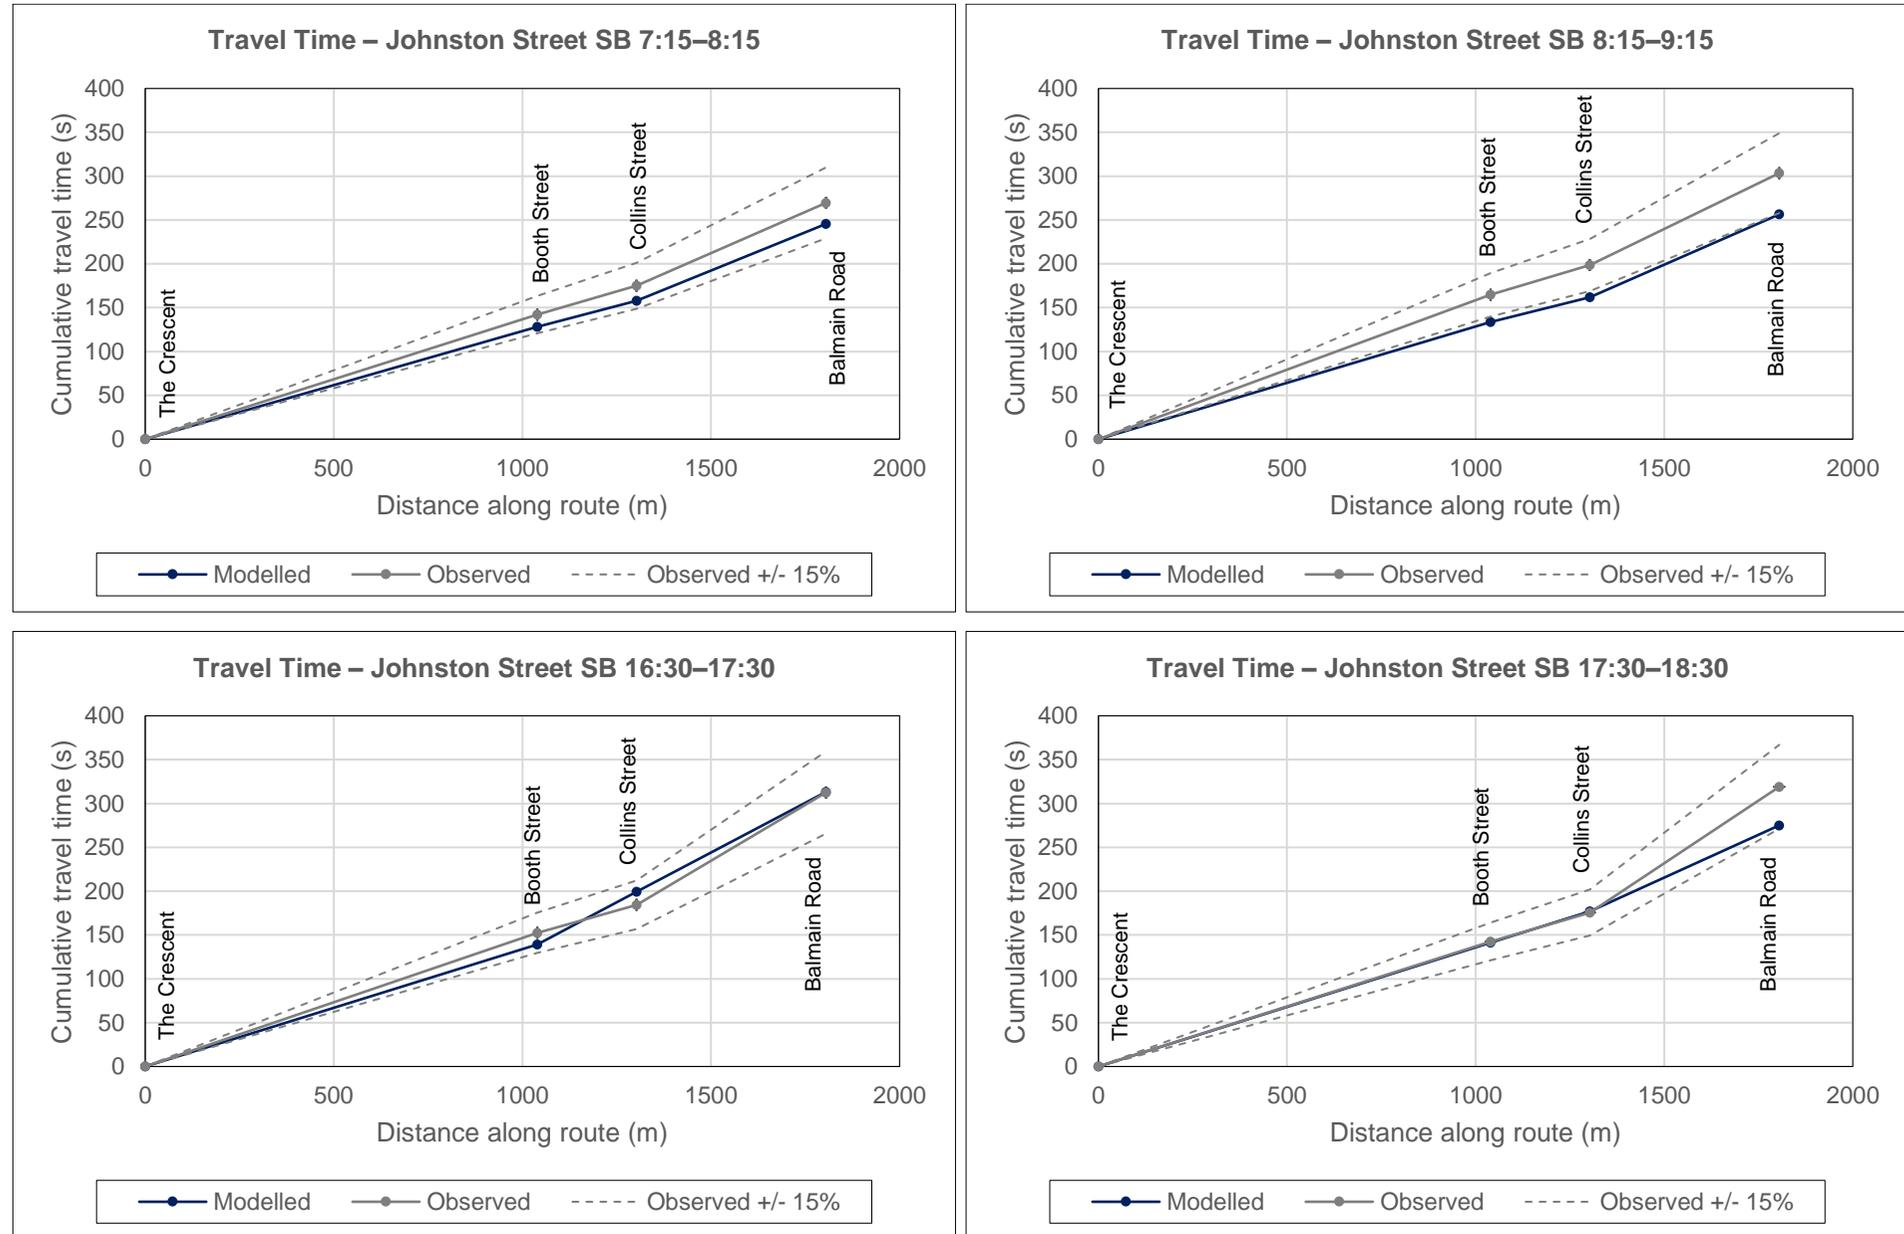 Travel Time – Johnston Street SB 7:15–8:15
Cumulative travel time (s)
400
350
300
250
200
150
100
50
0
The Crescent
Booth Street
Collins Street
Balmain Road
0 500 1000 1500 2000
Distance along route (m)
Modelled Observed Observed +/- 15%
Travel Time – Johnston Street SB 8:15–9:15
Cumulative travel time (s)
400
350
300
250
200
150
100
50
0
The Crescent
Booth Street
Collins Street
Balmain Road
0 500 1000 1500 2000
Distance along route (m)
Modelled Observed Observed +/- 15%
Travel Time – Johnston Street SB 16:30–17:30
Cumulative travel time (s)
400
350
300
250
200
150
100
50
0
The Crescent
Booth Street
Collins Street
Balmain Road
0 500 1000 1500 2000
Distance along route (m)
Modelled Observed Observed +/- 15%
Travel Time – Johnston Street SB 17:30–18:30
Cumulative travel time (s)
400
350
300
250
200
150
100
50
0
The Crescent
Booth Street
Collins Street
Balmain Road
0 500 1000 1500 2000
Distance along route (m)
Modelled Observed Observed +/- 15%